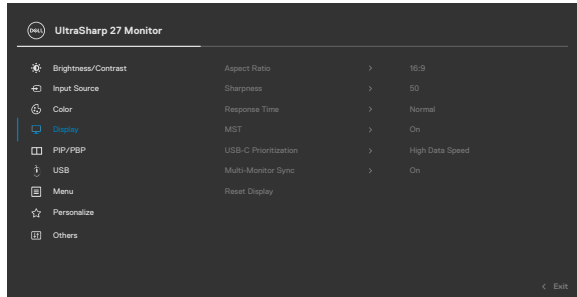 DELL UltraSharp 27 Monitor
Brightness/Contrast Aspect Ratio > 16:9
Input Source Sharpness > 50
Color Response Time > Normal
Display MST > On
PIP/PBP USB-C Prioritization > High Data Speed
USB Multi-Monitor Sync > On
Menu Reset Display
Personalize
Others
< Exit